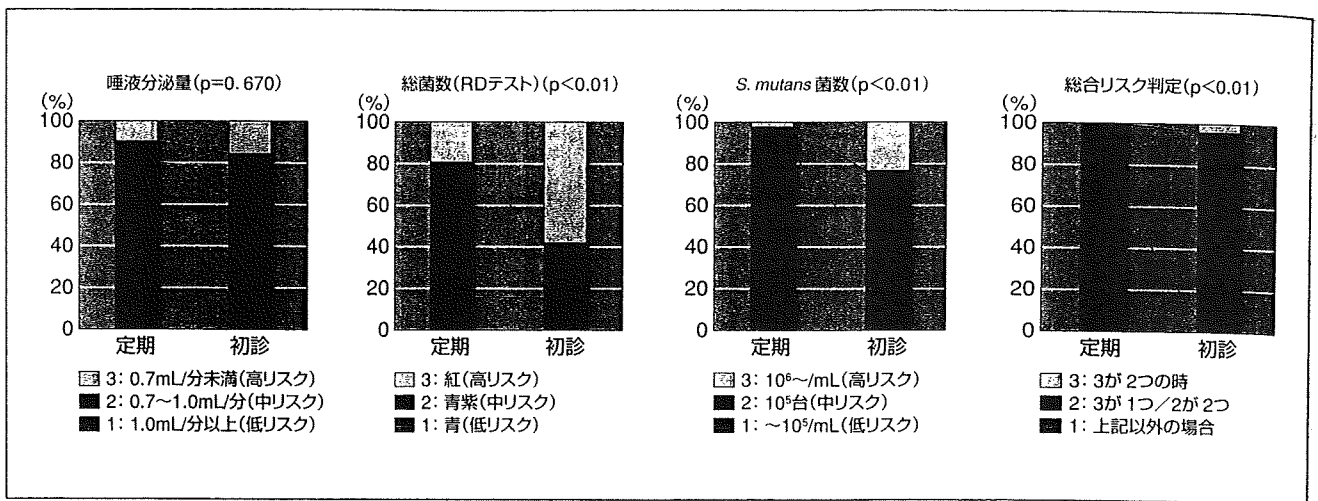 唾液分泌量(p=0.670)
(%)
100
80
60
40
20
0
定期 初診
3: 0.7mL/分未満(高リスク)
2: 0.7〜1.0mL/分(中リスク)
1: 1.0mL/分以上(低リスク)
総菌数(RDテスト)(p<0.01)
(%)
100
80
60
40
20
0
定期 初診
3: 紅(高リスク)
2: 青紫(中リスク)
1: 青(低リスク)
S. mutans 菌数(p<0.01)
(%)
100
80
60
40
20
0
定期 初診
3: 10⁶〜/mL(高リスク)
2: 10⁵台(中リスク)
1: 〜10⁵/mL(低リスク)
総合リスク判定(p<0.01)
(%)
100
80
60
40
20
0
定期 初診
3: 3が2つの時
2: 3が1つ/2が2つ
1: 上記以外の場合